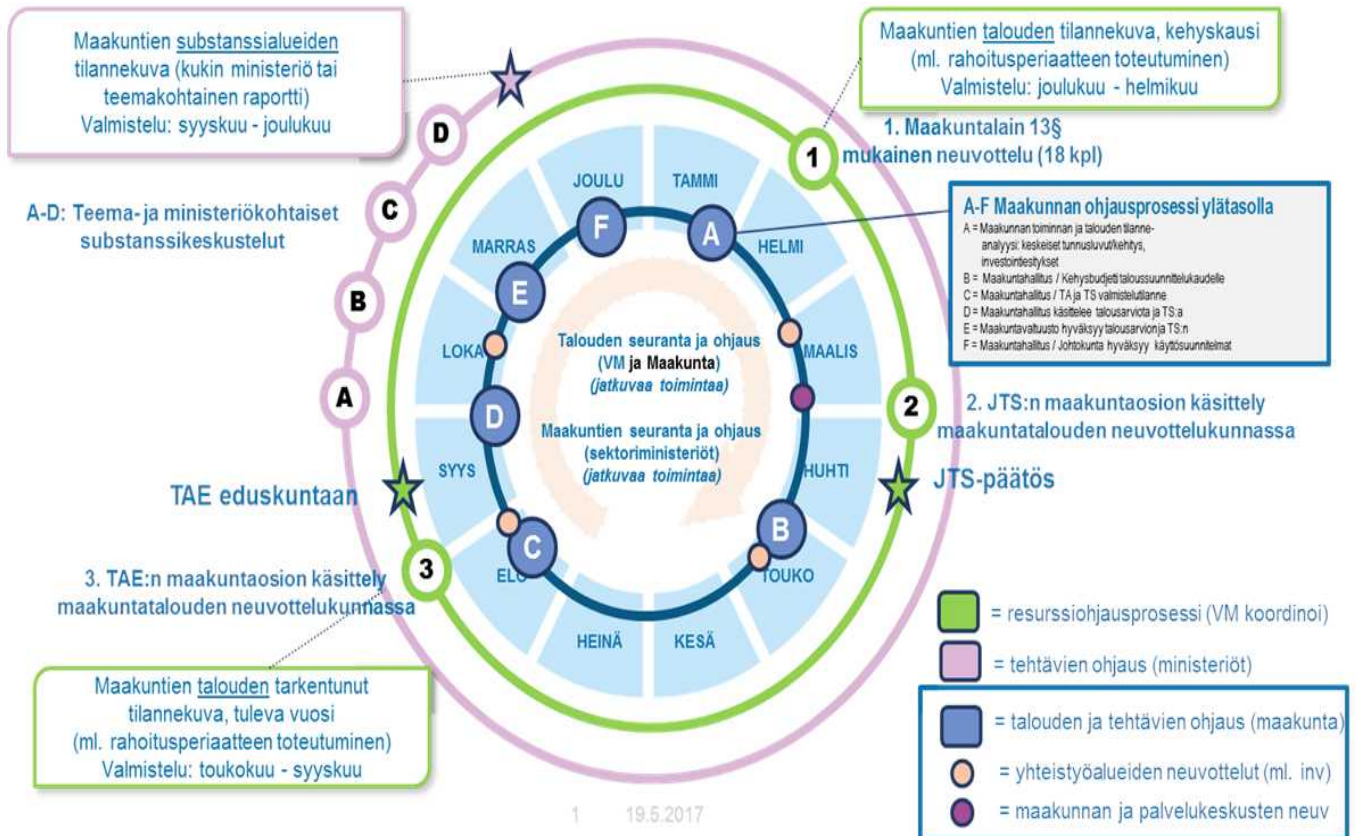 Maakuntien substanssialueiden
tilannekuva (kukin ministeriö tai
teemakohtainen raportti)
Valmistelu: syyskuu - joulukuu
Maakuntien talouden tilannekuva, kehyskausi
(ml. rahoitusperiaatteen toteutuminen)
Valmistelu: joulukuu - helmikuu
1. Maakuntalain 13§
mukainen neuvottelu (18 kpl)
A-D: Teema- ja ministeriökohtaiset
substanssikeskustelut
D
C
B
A
1
2
3
JOULU
TAMMI
HELMI
MAALIS
HUHTI
TOUKO
KESÄ
HEINÄ
ELO
SYYS
LOKA
MARRAS
F
A
E
D
C
B
Talouden seuranta ja ohjaus
(VM ja Maakunta)
(jatkuvaa toimintaa)
Maakuntien seuranta ja ohjaus
(sektoriministeriöt)
(jatkuvaa toimintaa)
A-F Maakunnan ohjausprosessi ylätasolla
A = Maakunnan toiminnan ja talouden tilanne-
analyysi: keskeiset tunnusluvut/kehitys,
investointiesitykset
B = Maakuntahallitus / Kehysbudjetti taloussuunnittelukaudelle
C = Maakuntahallitus / TA ja TS valmistelutilanne
D = Maakuntahallitus käsittelee talousarviota ja TS:a
E = Maakuntavaltuusto hyväksyy talousarvion ja TS:n
F = Maakuntahallitus / Johtokunta hyväksyy käyttösuunnitelmat
2. JTS:n maakuntaosion käsittely
maakuntatalouden neuvottelukunnassa
JTS-päätös
TAE eduskuntaan
3. TAE:n maakuntaosion käsittely
maakuntatalouden neuvottelukunnassa
Maakuntien talouden tarkentunut
tilannekuva, tuleva vuosi
(ml. rahoitusperiaatteen toteutuminen)
Valmistelu: toukokuu - syyskuu
= resurssiohjausprosessi (VM koordinoi)
= tehtävien ohjaus (ministeriöt)
= talouden ja tehtävien ohjaus (maakunta)
= yhteistyöalueiden neuvottelut (ml. inv)
= maakunnan ja palvelukeskusten neuv
1 19.5.2017